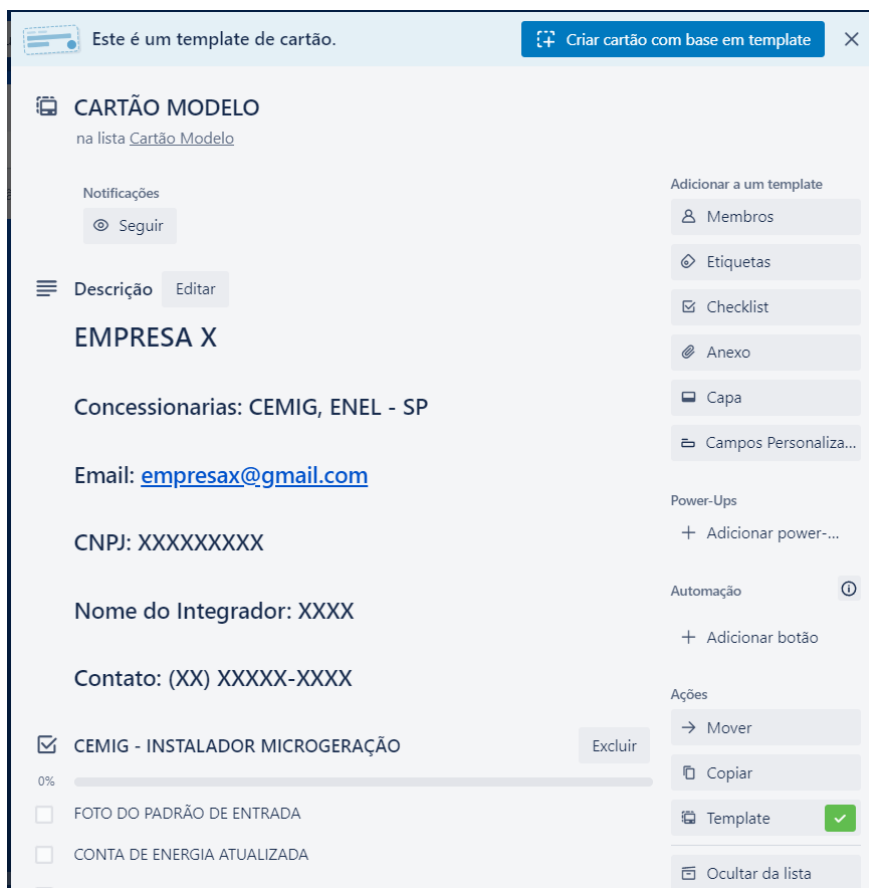 Este é um template de cartão.
Criar cartão com base em template
CARTÃO MODELO
na lista Cartão Modelo
Notificações
Seguir
Descrição
Editar
EMPRESA X
Concessionarias: CEMIG, ENEL - SP
Email: empresax@gmail.com
CNPJ: XXXXXXXXX
Nome do Integrador: XXXX
Contato: (XX) XXXXX-XXXX
CEMIG - INSTALADOR MICROGERAÇÃO
Excluir
0%
FOTO DO PADRÃO DE ENTRADA
CONTA DE ENERGIA ATUALIZADA
Adicionar a um template
Membros
Etiquetas
Checklist
Anexo
Capa
Campos Personaliza...
Power-Ups
Adicionar power-...
Automação
Adicionar botão
Ações
Mover
Copiar
Template
Ocultar da lista